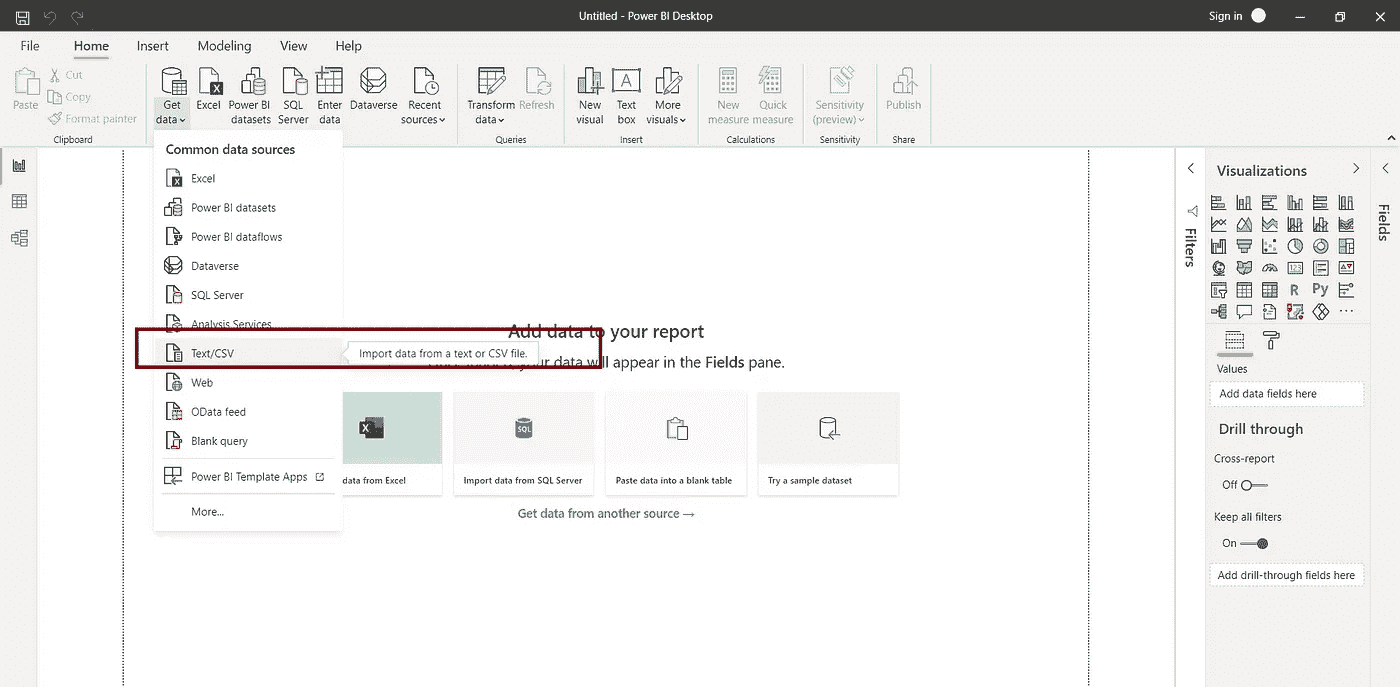 Untitled - Power BI Desktop
Sign in
File Home Insert Modeling View Help
Paste
Cut
Copy
Format painter
Clipboard
Get data
Excel
Power BI datasets
SQL Server
Enter data
Dataverse
Recent sources
Transform data
Refresh
Queries
New visual
Text box
More visuals
Insert
New measure
Quick measure
Calculations
Sensitivity (preview)
Sensitivity
Publish
Share
Common data sources
Excel
Power BI datasets
Power BI dataflows
Dataverse
SQL Server
Analysis Services
Text/CSV
Import data from a text or CSV file.
Web
OData feed
Blank query
Power BI Template Apps
More...
Add data to your report
your data will appear in the Fields pane.
data from Excel
Import data from SQL Server
Paste data into a blank table
Try a sample dataset
Get data from another source →
Filters
Visualizations
123
R
Py
Values
Add data fields here
Drill through
Cross-report
Off
Keep all filters
On
Add drill-through fields here
Fields